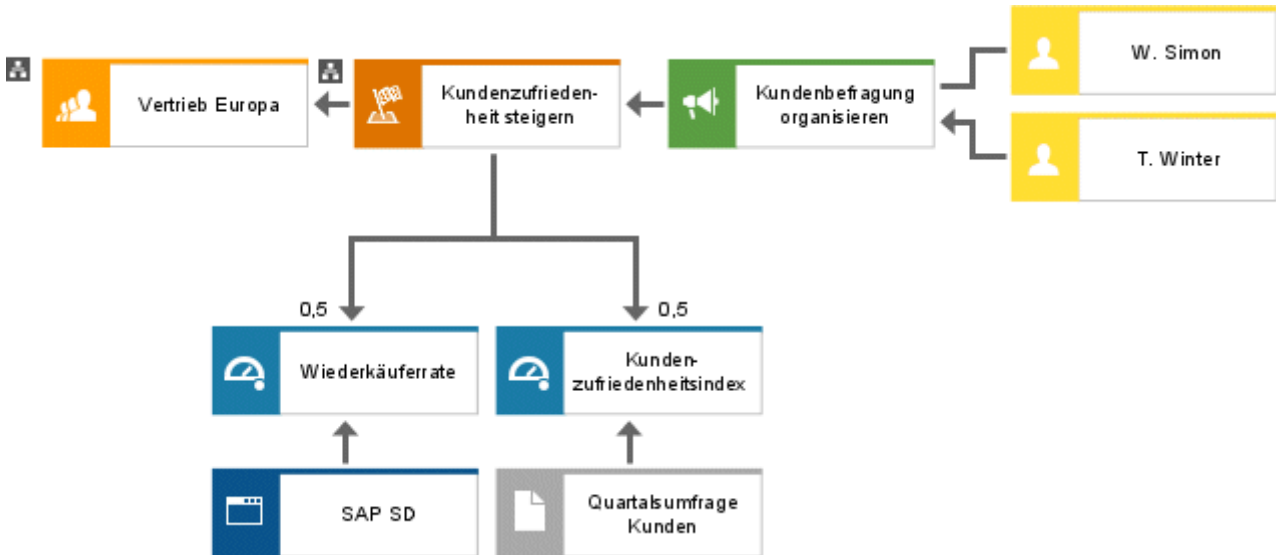 W. Simon
Vertrieb Europa
Kundenzufrieden-
heit steigern
Kundenbefragung
organisieren
T. Winter
0,5
0,5
Wiederkäuferrate
Kunden-
zufriedenheitsindex
SAP SD
Quartalsumfrage
Kunden